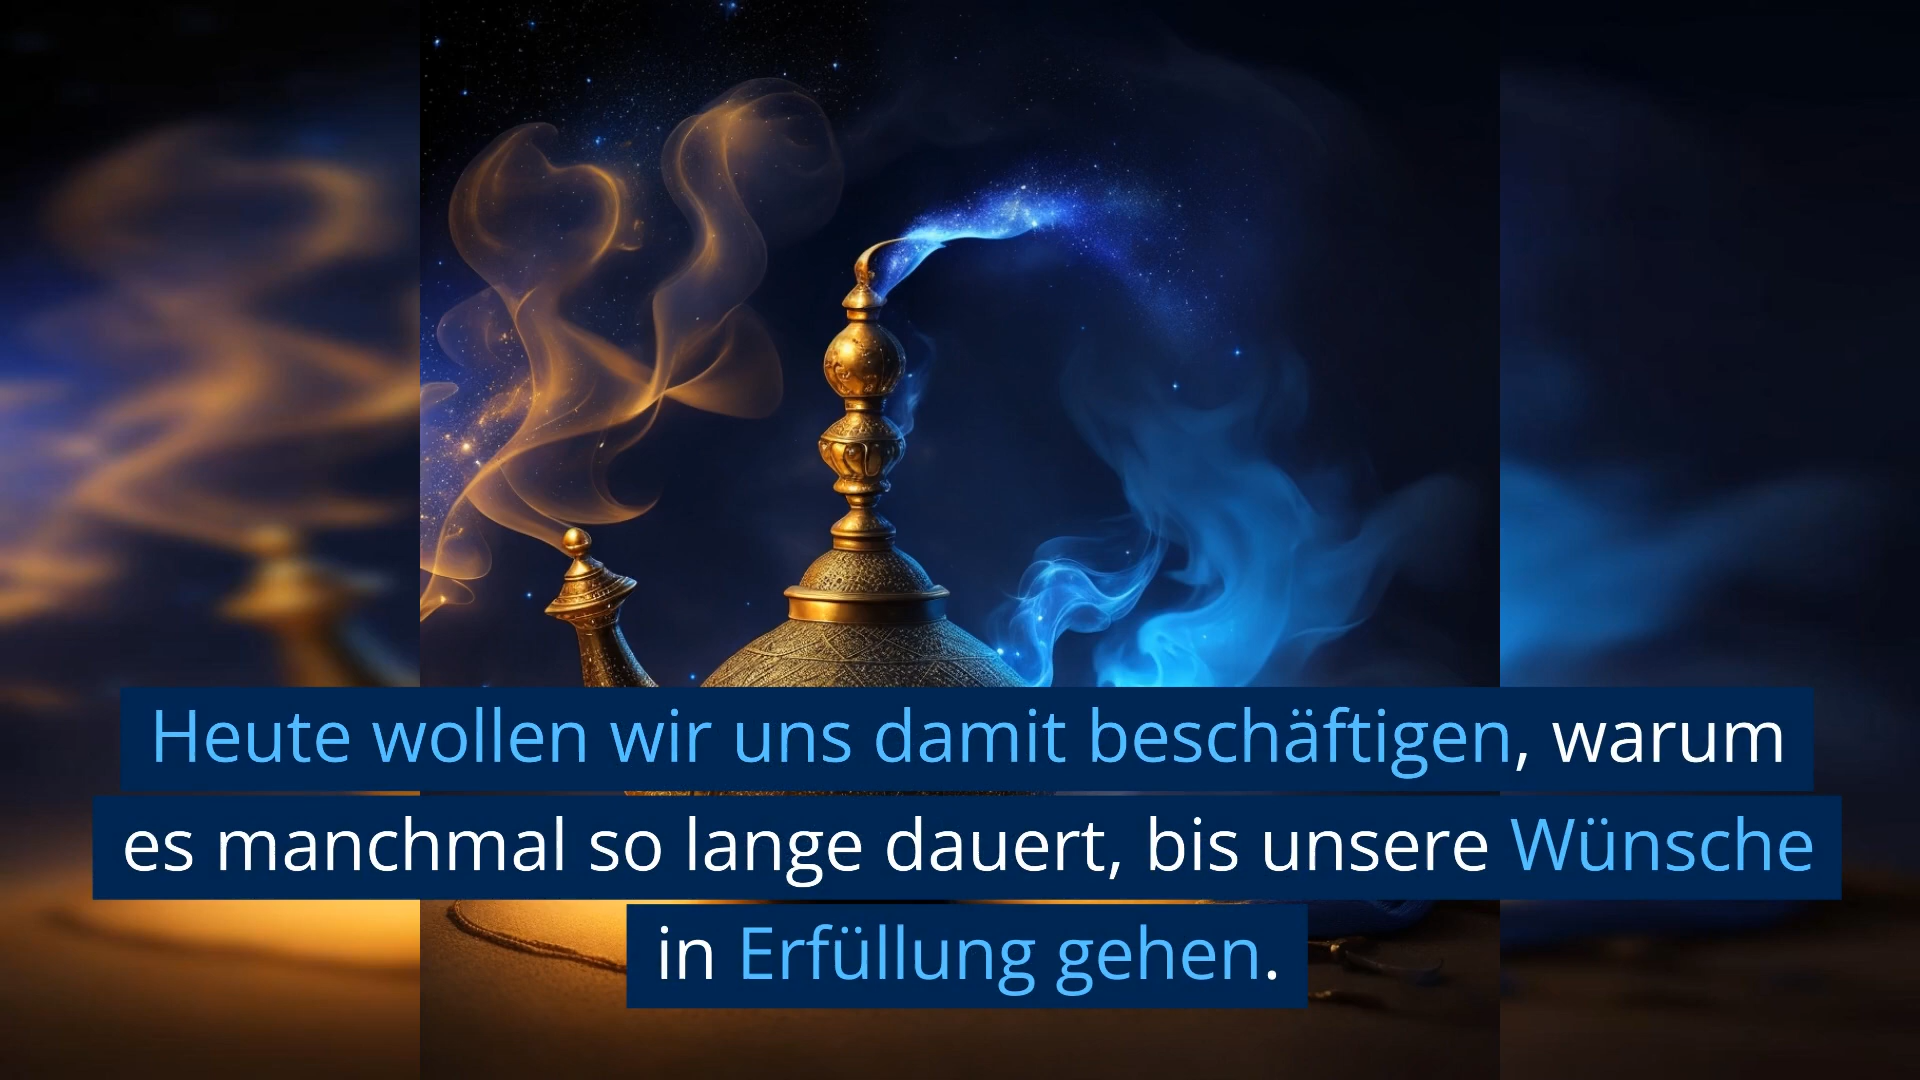 Heute wollen wir uns damit beschäftigen, warum
es manchmal so lange dauert, bis unsere Wünsche
in Erfüllung gehen.